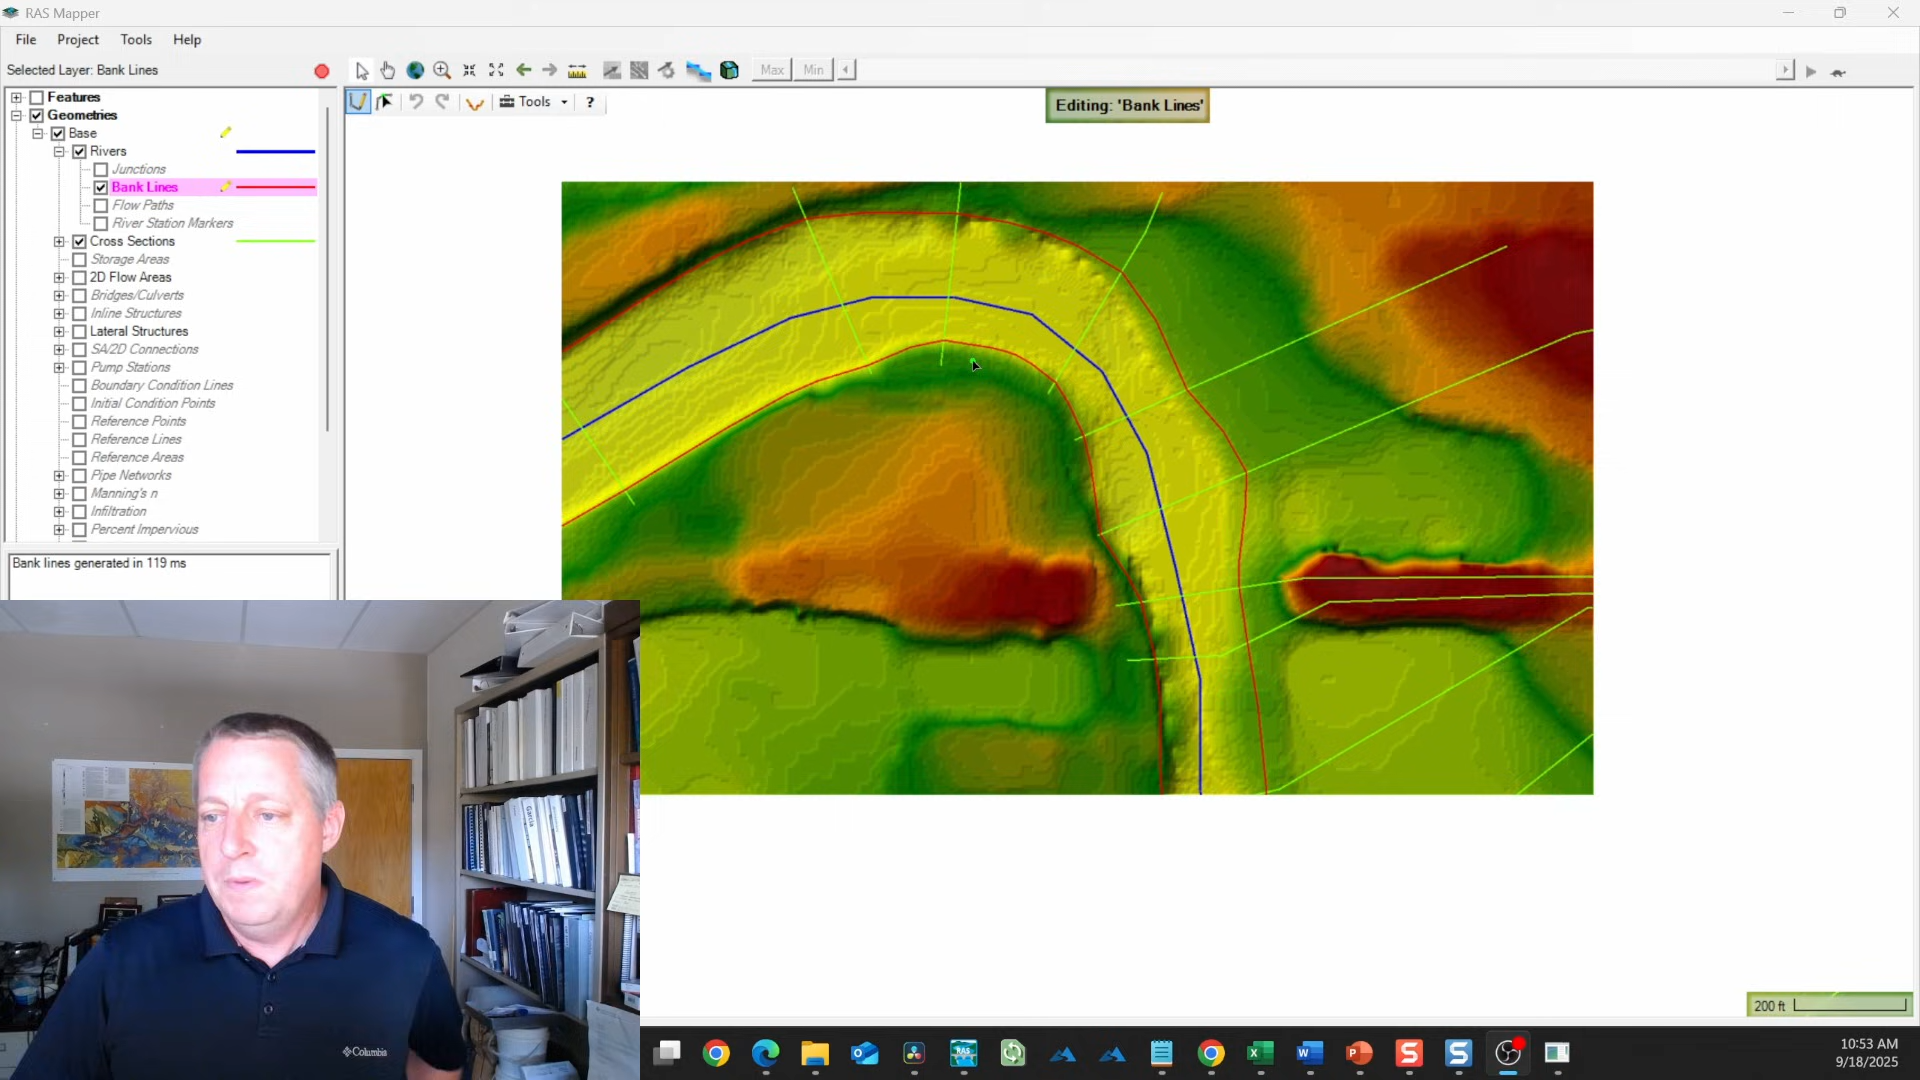 RAS Mapper
File Project Tools Help
Selected Layer: Bank Lines
Max Min
Features
Geometries
Base
Rivers
Junctions
Bank Lines
Flow Paths
River Station Markers
Cross Sections
Storage Areas
2D Flow Areas
Bridges/Culverts
Inline Structures
Lateral Structures
SA/2D Connections
Pump Stations
Boundary Condition Lines
Initial Condition Points
Reference Points
Reference Lines
Reference Areas
Pipe Networks
Manning's n
Infiltration
Percent Impervious
Tools ?
Editing: 'Bank Lines'
Bank lines generated in 119 ms
Columbia
200 ft
RAS
10:53 AM
9/18/2025